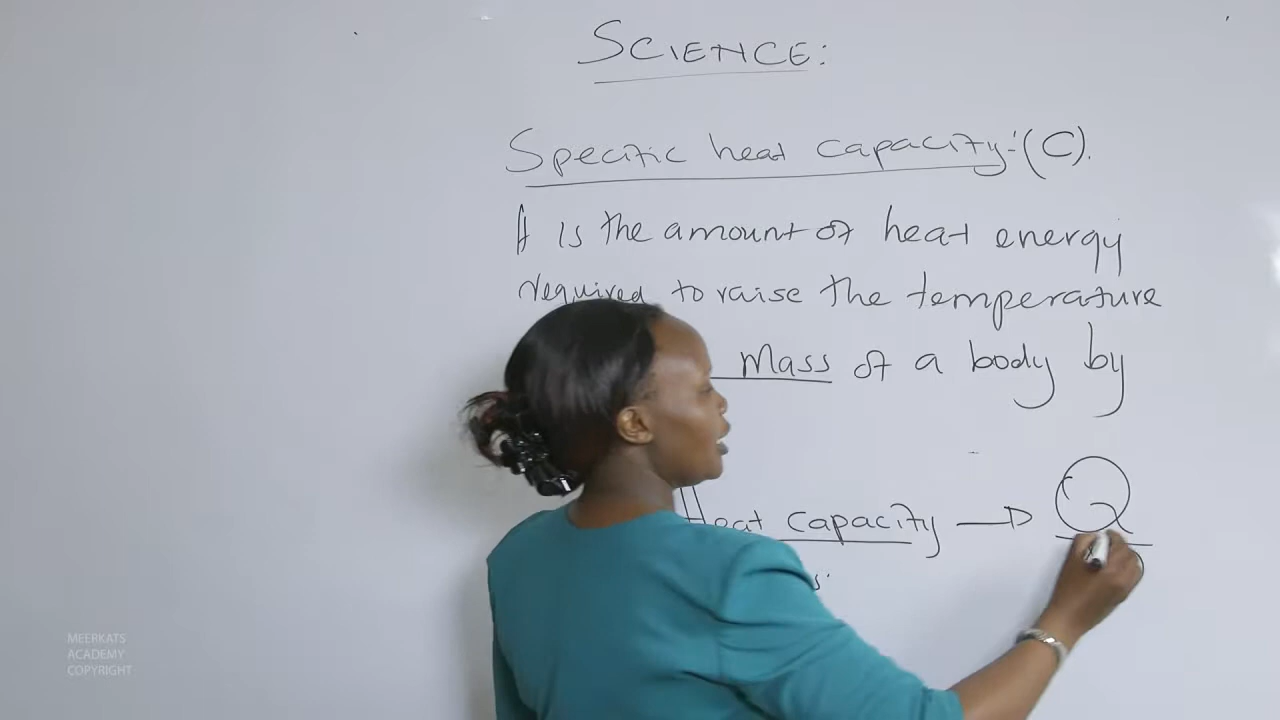 SCIENCE:
Specific heat capacity:-(C).
It is the amount of heat energy
required to raise the temperature
mass of a body by
Heat capacity → Q
MEERKATS
ACADEMY
COPYRIGHT